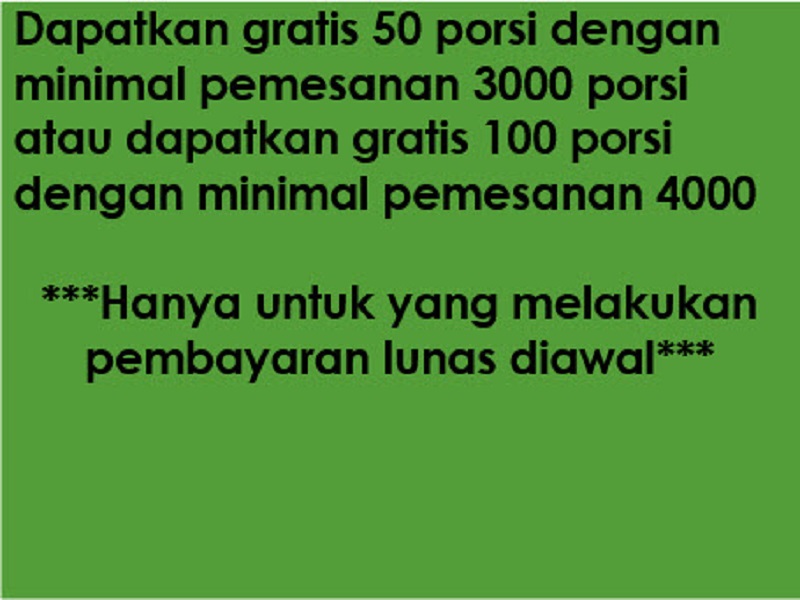 Dapatkan gratis 50 porsi dengan
minimal pemesanan 3000 porsi
atau dapatkan gratis 100 porsi
dengan minimal pemesanan 4000
***Hanya untuk yang melakukan
pembayaran lunas diawal***